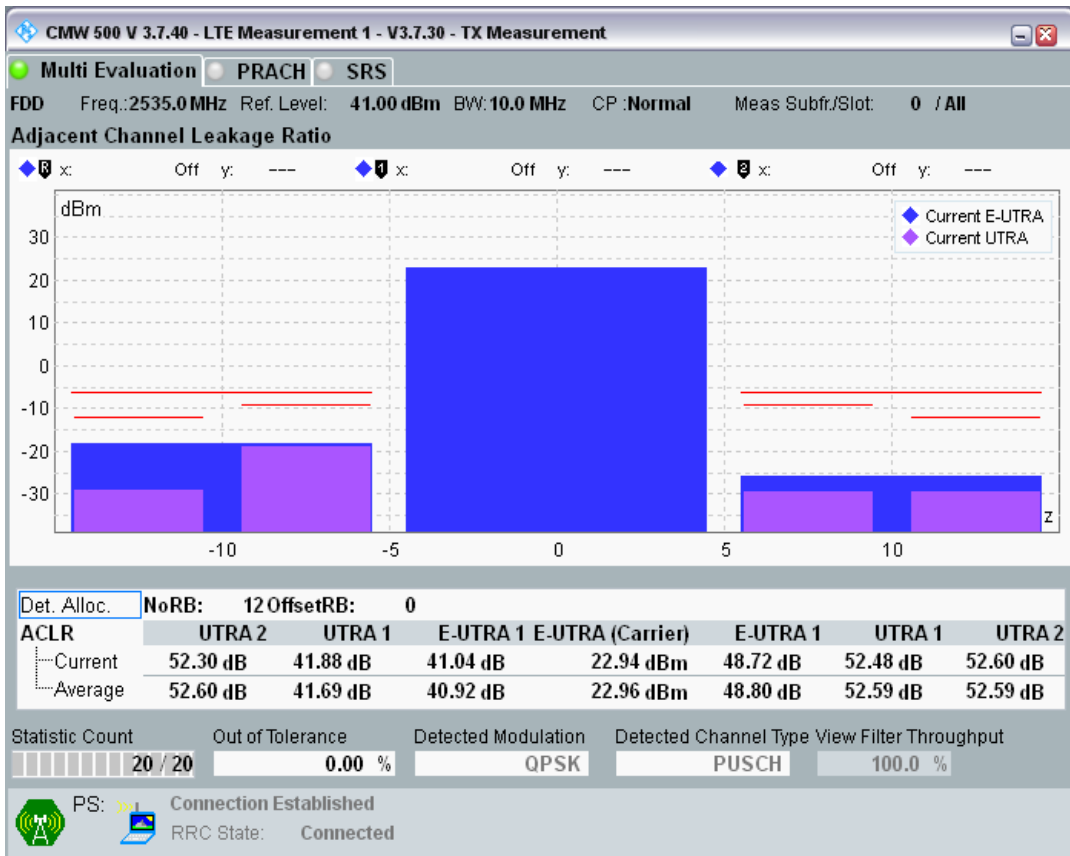 CMW 500 V 3.7.40 - LTE Measurement 1 - V3.7.30 - TX Measurement
Multi Evaluation PRACH SRS
FDD Freq.:2535.0 MHz Ref. Level: 41.00 dBm BW:10.0 MHz CP :Normal Meas Subfr./Slot: 0 / All
Adjacent Channel Leakage Ratio
R x: Off y: --- 1 x: Off y: --- 2 x: Off y: ---
dBm
Current E-UTRA
Current UTRA
30
20
10
0
-10
-20
-30
z
-10 -5 0 5 10
Det. Alloc. NoRB: 12 OffsetRB: 0
ACLR UTRA 2 UTRA 1 E-UTRA 1 E-UTRA (Carrier) E-UTRA 1 UTRA 1 UTRA 2
Current 52.30 dB 41.88 dB 41.04 dB 22.94 dBm 48.72 dB 52.48 dB 52.60 dB
Average 52.60 dB 41.69 dB 40.92 dB 22.96 dBm 48.80 dB 52.59 dB 52.59 dB
Statistic Count Out of Tolerance Detected Modulation Detected Channel Type View Filter Throughput
20 / 20 0.00 % QPSK PUSCH 100.0 %
PS: Connection Established
RRC State: Connected